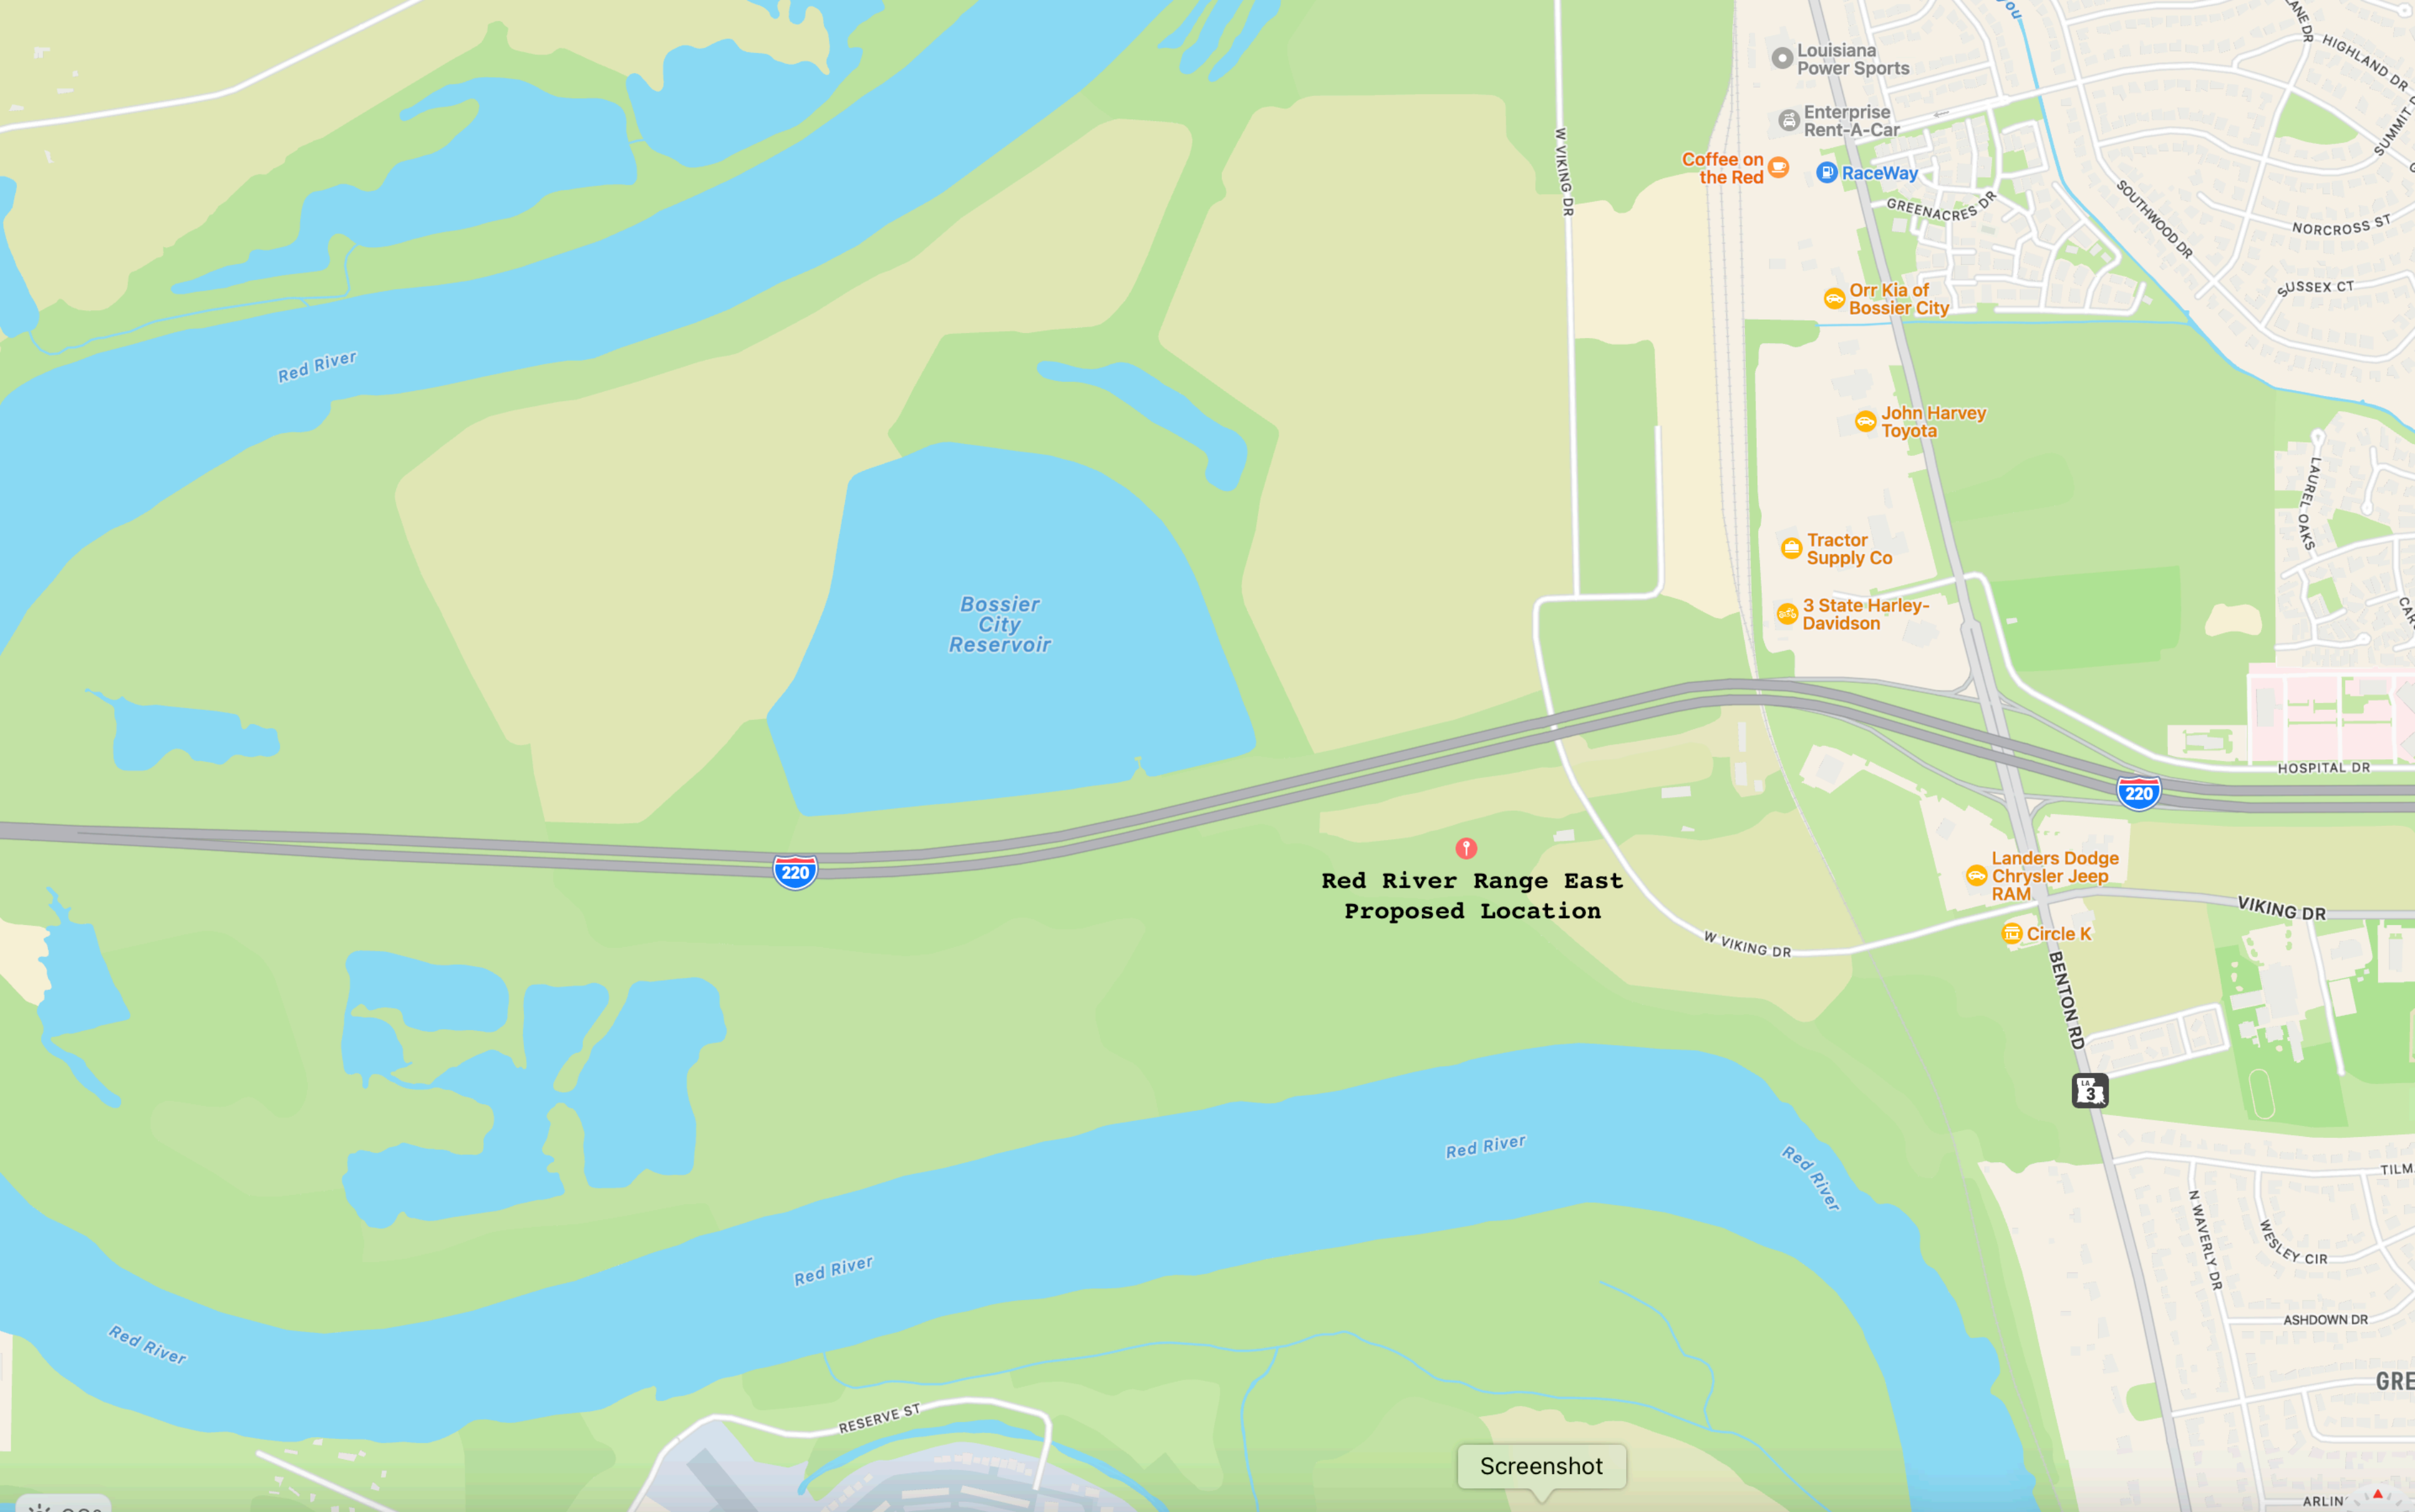 Louisiana
Power Sports
Enterprise
Rent-A-Car
Coffee on
the Red
RaceWay
W VIKING DR
GREENACRES DR
HIGHLAND DR
SOUTHWOOD DR
NORCROSS ST
SUSSEX CT
Orr Kia of
Bossier City
Red River
John Harvey
Toyota
LAUREL OAKS
Tractor
Supply Co
3 State Harley-
Davidson
Bossier
City
Reservoir
HOSPITAL DR
220
220
Red River Range East
Proposed Location
Landers Dodge
Chrysler Jeep
RAM
VIKING DR
Circle K
W VIKING DR
BENTON RD
LA
3
Red River
Red River
Red River
Red River
TILM
N WAVERLY DR
WESLEY CIR
ASHDOWN DR
GRE
RESERVE ST
Screenshot
ARLIN